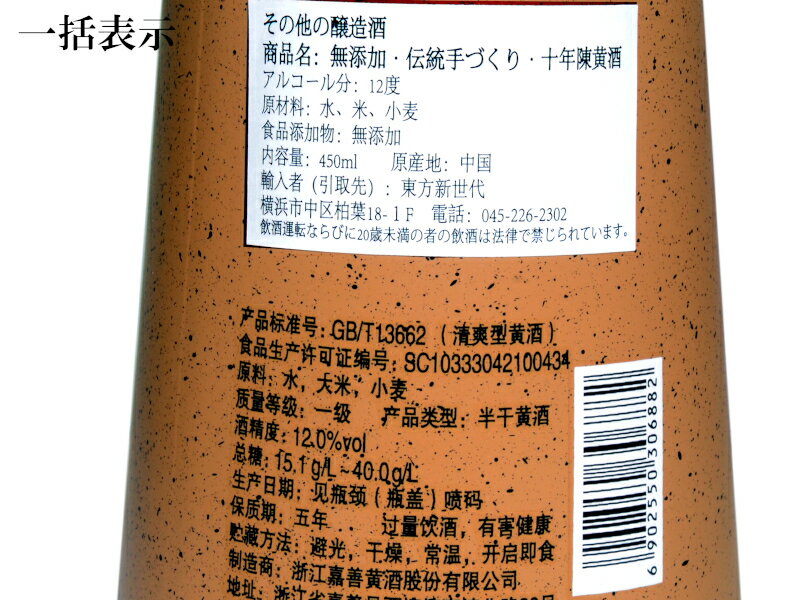 一括表示
その他の醸造酒
商品名：無添加・伝統手づくり・十年陳黄酒
アルコール分：12度
原材料：水、米、小麦
食品添加物：無添加
内容量：450ml　原産地：中国
輸入者（引取先）：東方新世代
横浜市中区柏葉18-１F　電話：045-226-2302
飲酒運転ならびに20歳未満の者の飲酒は法律で禁じられています。
产品标准号：GB/T13662（清爽型黄酒）
食品生产许可证编号：SC10333042100434
原料：水，大米，小麦
质量等级：一级　产品类型：半干黄酒
酒精度：12.0%vol
总糖：15.1g/L~40.0g/L
生产日期：见瓶颈（瓶盖）喷码
保质期：五年　过量饮酒，有害健康
贮藏方法：避光，干燥，常温，开启即食
制造商：浙江嘉善黄酒股份有限公司
地址：浙江省嘉善县
6902550306882